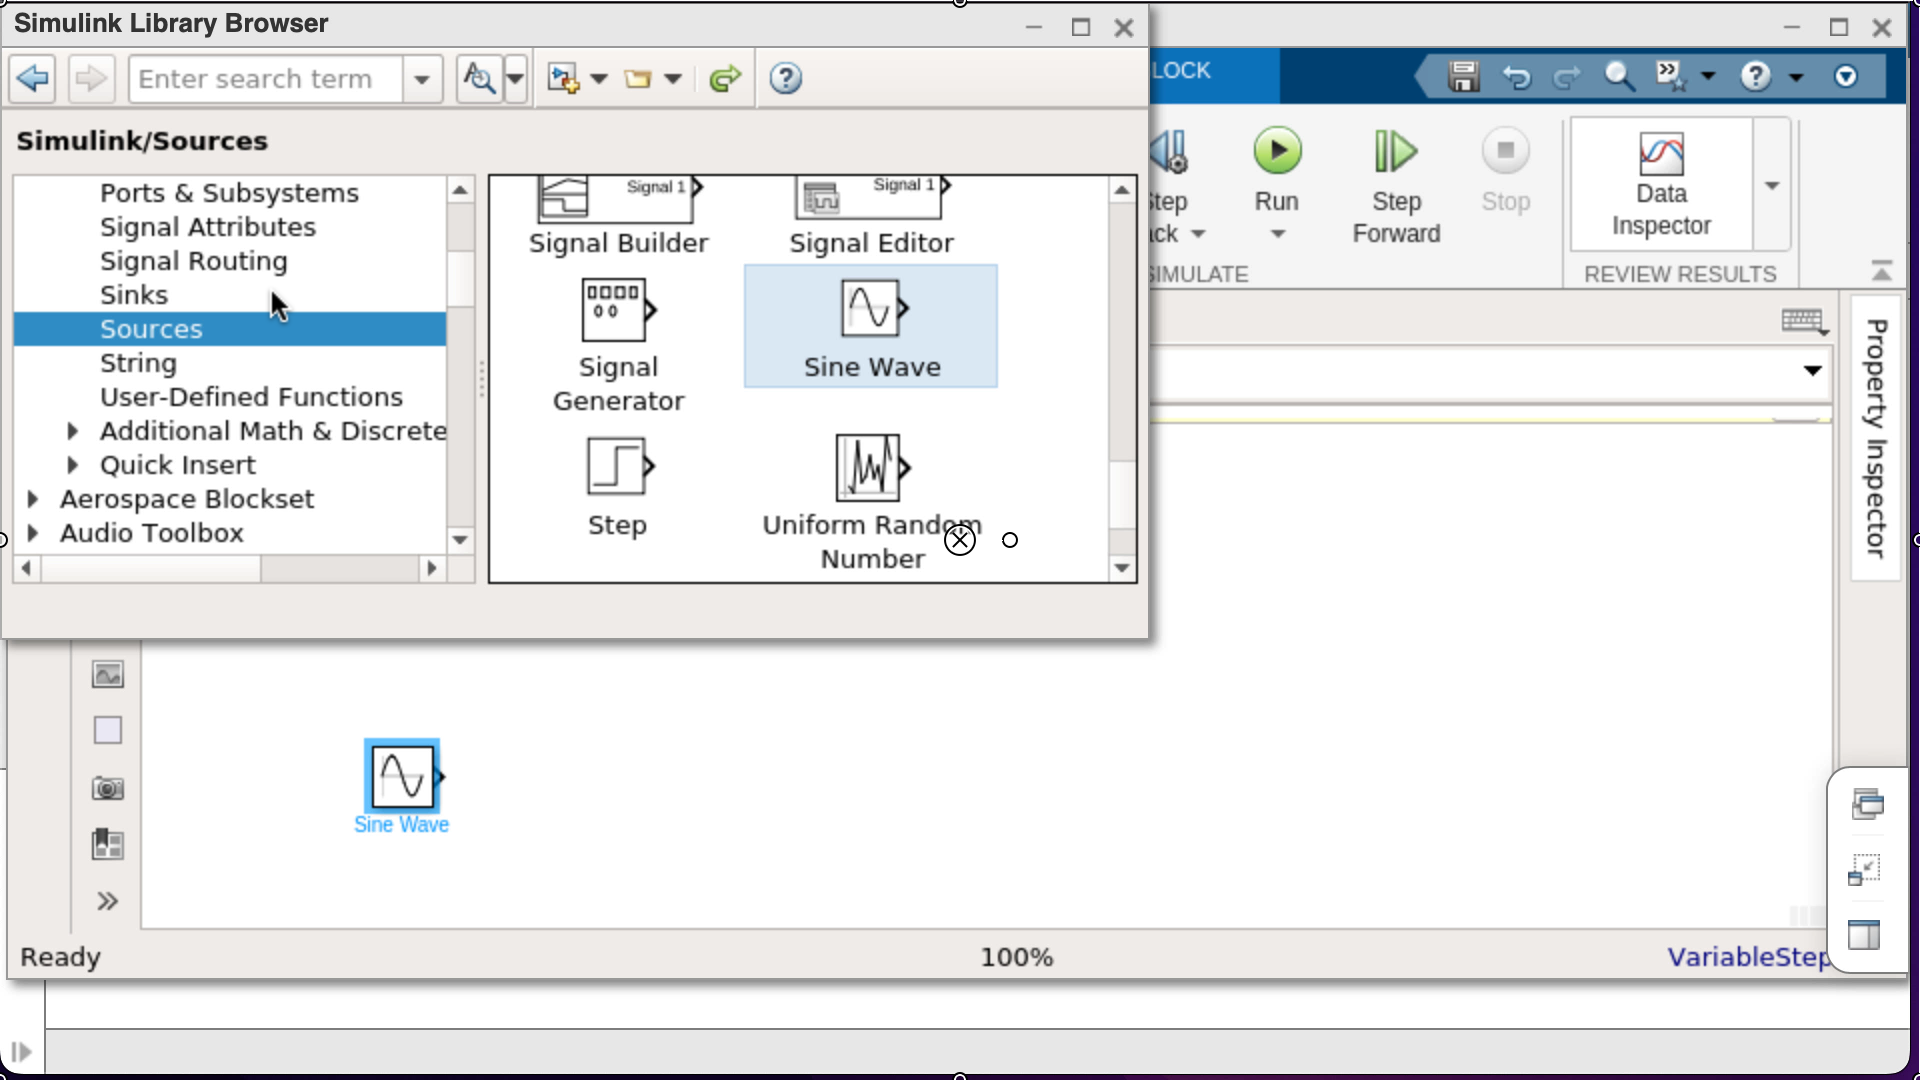 Simulink Library Browser
Enter search term
LOCK
Simulink/Sources
Ports & Subsystems
Signal Attributes
Signal Routing
Sinks
Sources
String
User-Defined Functions
Additional Math & Discrete
Quick Insert
Aerospace Blockset
Audio Toolbox
Signal 1
Signal Builder
Signal 1
Signal Editor
Signal
Generator
Sine Wave
Step
Uniform Random
Number
tep
ck
Run
Step
Forward
Stop
Data
Inspector
SIMULATE
REVIEW RESULTS
Property Inspector
Sine Wave
Ready
100%
VariableStep